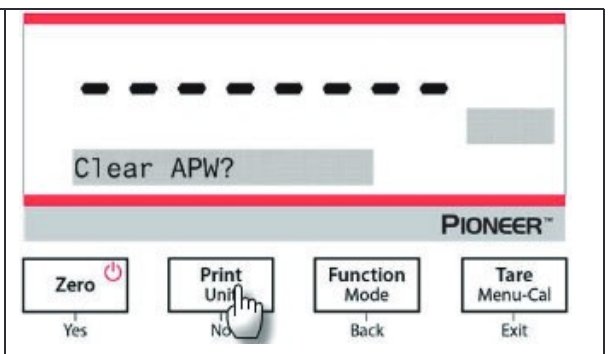 - - - - - - - -
Clear APW?
PIONEER™
Zero Print Function Tare
Unit Mode Menu-Cal
Yes No Back Exit